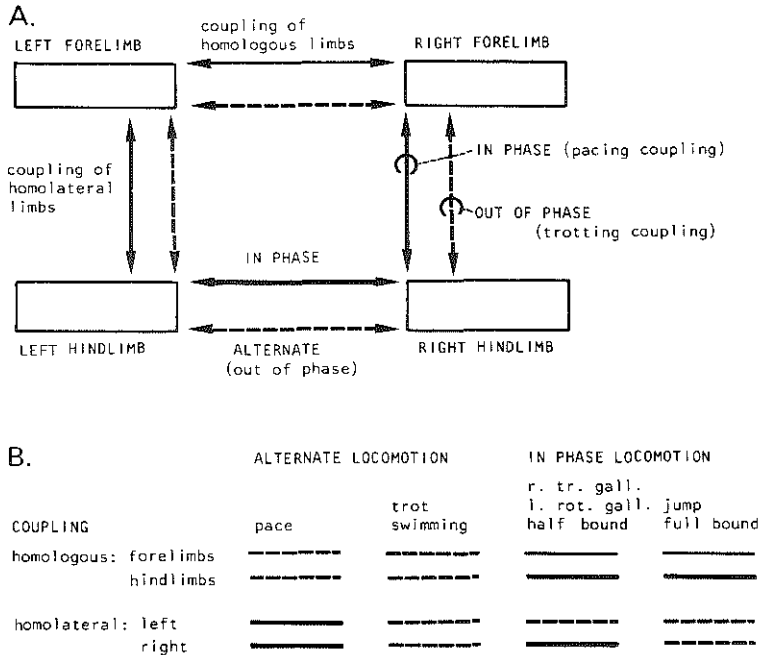 A.
coupling of
homologous limbs
LEFT FORELIMB
RIGHT FORELIMB
coupling of
homolateral
limbs
IN PHASE (pacing coupling)
OUT OF PHASE
(trotting coupling)
IN PHASE
LEFT HINDLIMB
ALTERNATE
(out of phase)
RIGHT HINDLIMB
B.
ALTERNATE LOCOMOTION IN PHASE LOCOMOTION
r. tr. gall.
trot l. rot. gall. jump
COUPLING pace swimming half bound full bound
homologous: forelimbs
hindlimbs
homolateral: left
right